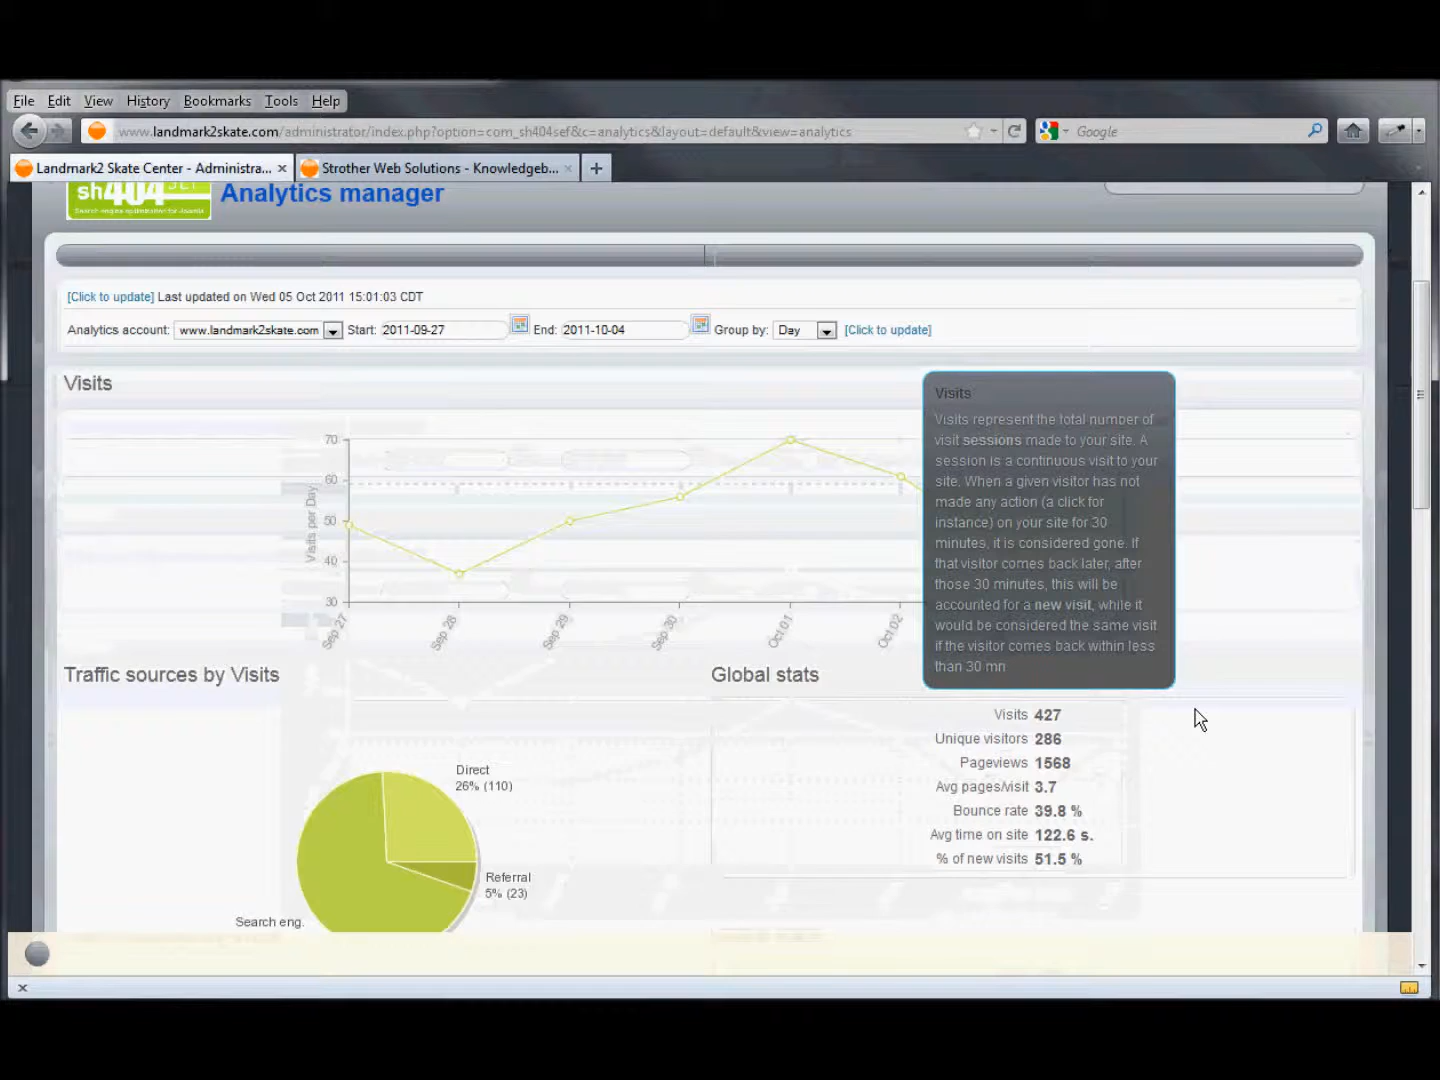 File Edit View History Bookmarks Tools Help
www.landmark2skate.com/administrator/index.php?option=com_sh404sef&c=analytics&layout=default&view=analytics
Google
Landmark2 Skate Center - Administra...
Strother Web Solutions - Knowledgeb...
sh404
Search engine optimization for Joomla!
Analytics manager
[Click to update] Last updated on Wed 05 Oct 2011 15:01:03 CDT
Analytics account: www.landmark2skate.com Start: 2011-09-27 End: 2011-10-04 Group by: Day [Click to update]
Visits
70
60
50
40
30
Visits per Day
Sep 27
Sep 28
Sep 29
Sep 30
Oct 01
Oct 02
Visits
Visits represent the total number of
visit sessions made to your site. A
session is a continuous visit to your
site. When a given visitor has not
made any action (a click for
instance) on your site for 30
minutes, it is considered gone. If
that visitor comes back later, after
those 30 minutes, this will be
accounted for a new visit, while it
would be considered the same visit
if the visitor comes back within less
than 30 mn
Traffic sources by Visits
Direct
26% (110)
Referral
5% (23)
Search eng.
Global stats
Visits 427
Unique visitors 286
Pageviews 1568
Avg pages/visit 3.7
Bounce rate 39.8 %
Avg time on site 122.6 s.
% of new visits 51.5 %